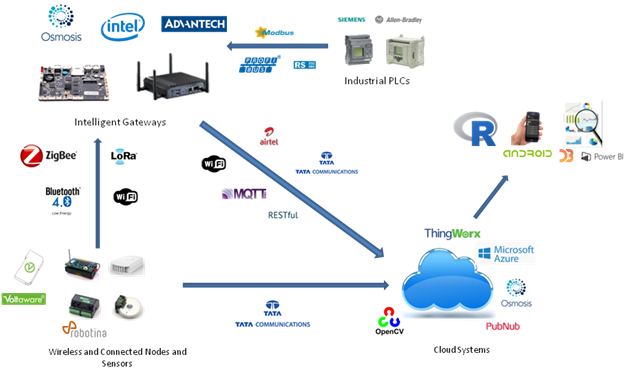 Osmosis
intel
ADVANTECH
Modbus
SIEMENS
Allen-Bradley
PROFI
BUS
RS
Industrial PLCs
Intelligent Gateways
R
ANDROID
Power BI
ZigBee
LoRa
airtel
WiFi
TATA
TATA COMMUNICATIONS
Bluetooth
4.0
Low Energy
WiFi
MQTT
RESTful
ThingWorx
Microsoft
Azure
Voltaware
Osmosis
robotina
TATA
TATA COMMUNICATIONS
OpenCV
PubNub
Wireless and Connected Nodes and
Sensors
Cloud Systems